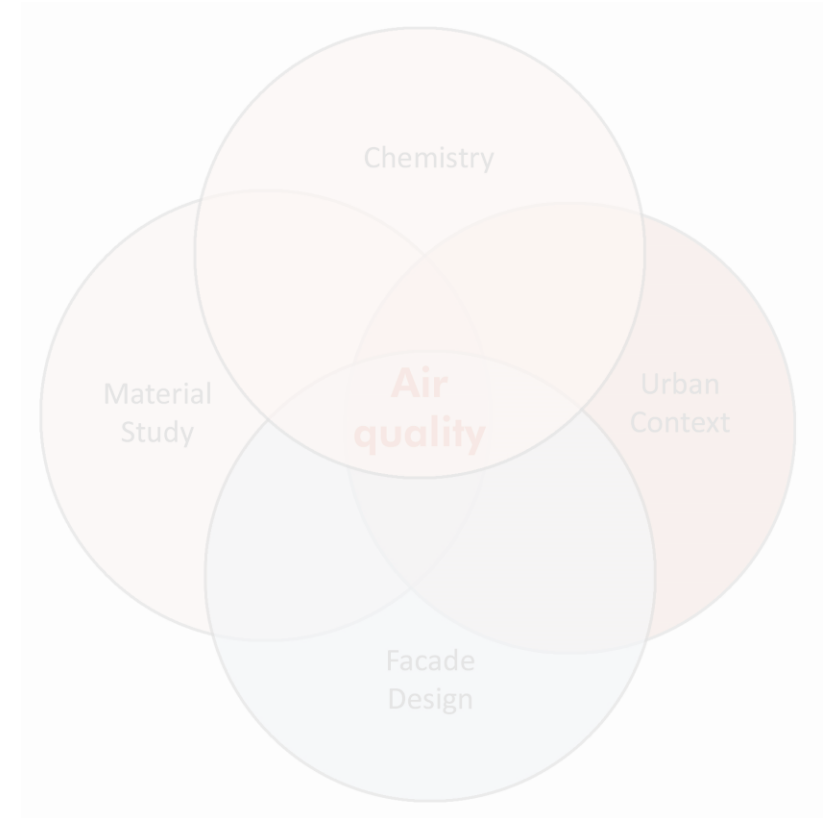 Chemistry
Material
Study
Air
quality
Urban
Context
Facade
Design